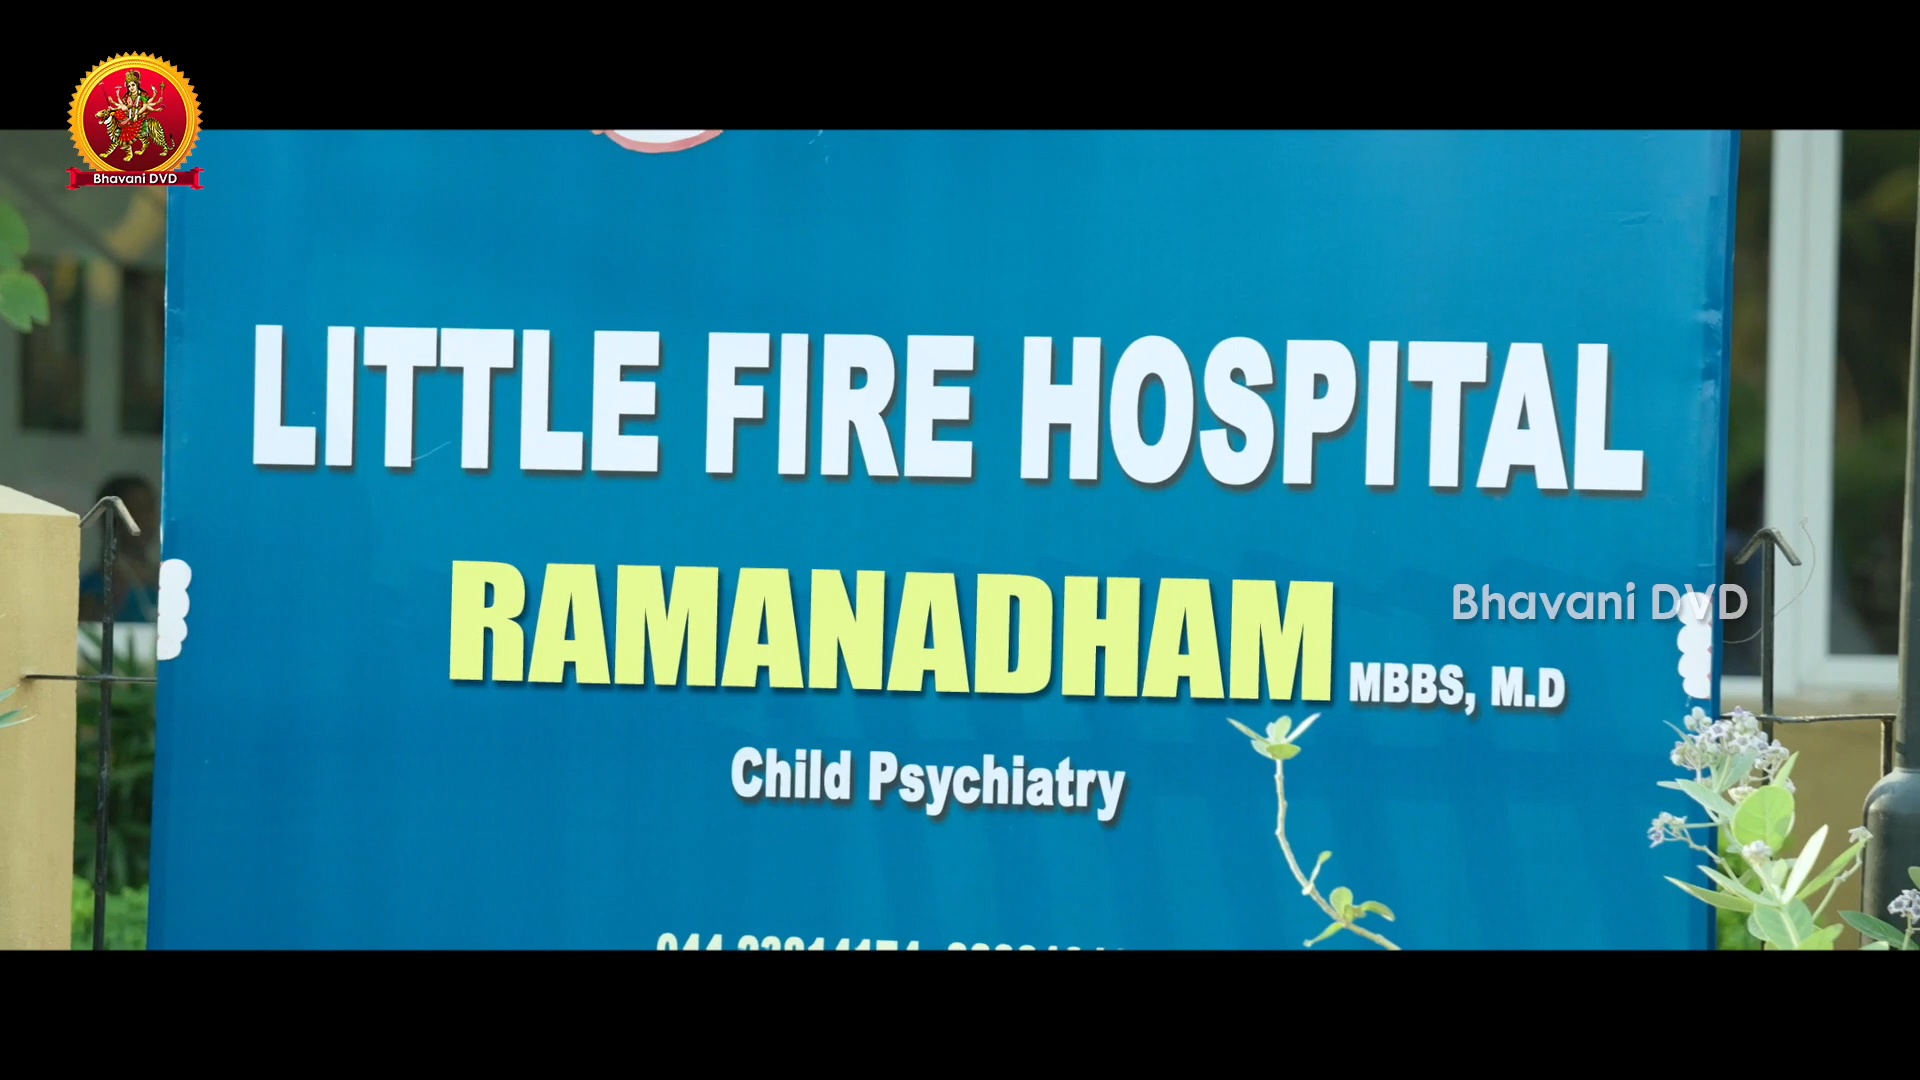 Bhavani DVD
LITTLE FIRE HOSPITAL
RAMANADHAM MBBS, M.D
Bhavani DVD
Child Psychiatry